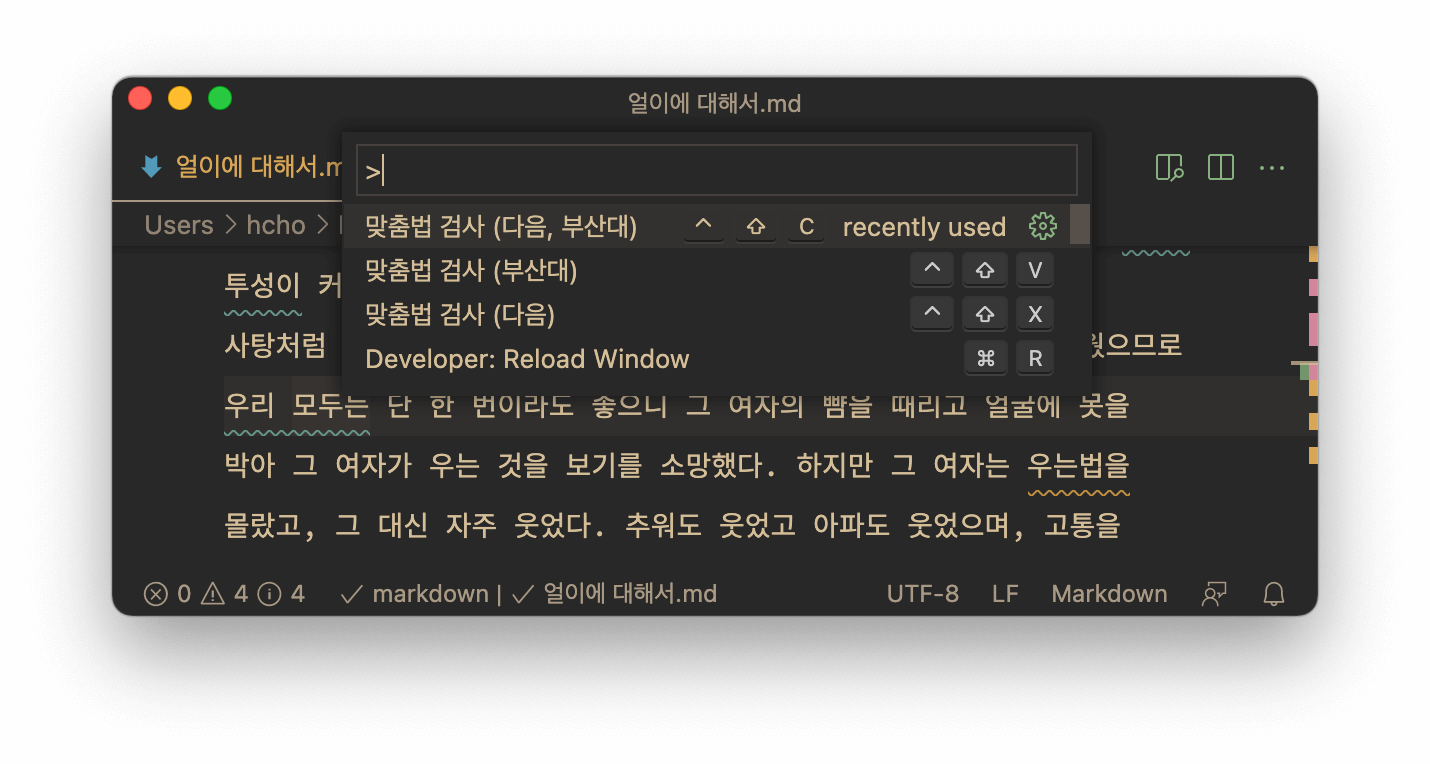 얼이에 대해서.md
얼이에 대해서.m
>
Users > hcho >
맞춤법 검사 (다음, 부산대) ^ ⇧ C recently used
맞춤법 검사 (부산대) ^ ⇧ V
맞춤법 검사 (다음) ^ ⇧ X
Developer: Reload Window ⌘ R
투성이
사탕처럼 으므로
우리 모두는 단 한 번이라도 좋으니 그 여자의 뺨을 때리고 얼굴에 못을
박아 그 여자가 우는 것을 보기를 소망했다. 하지만 그 여자는 우는법을
몰랐고, 그 대신 자주 웃었다. 추워도 웃었고 아파도 웃었으며, 고통을
0 4 4 ✓ markdown | ✓ 얼이에 대해서.md UTF-8 LF Markdown